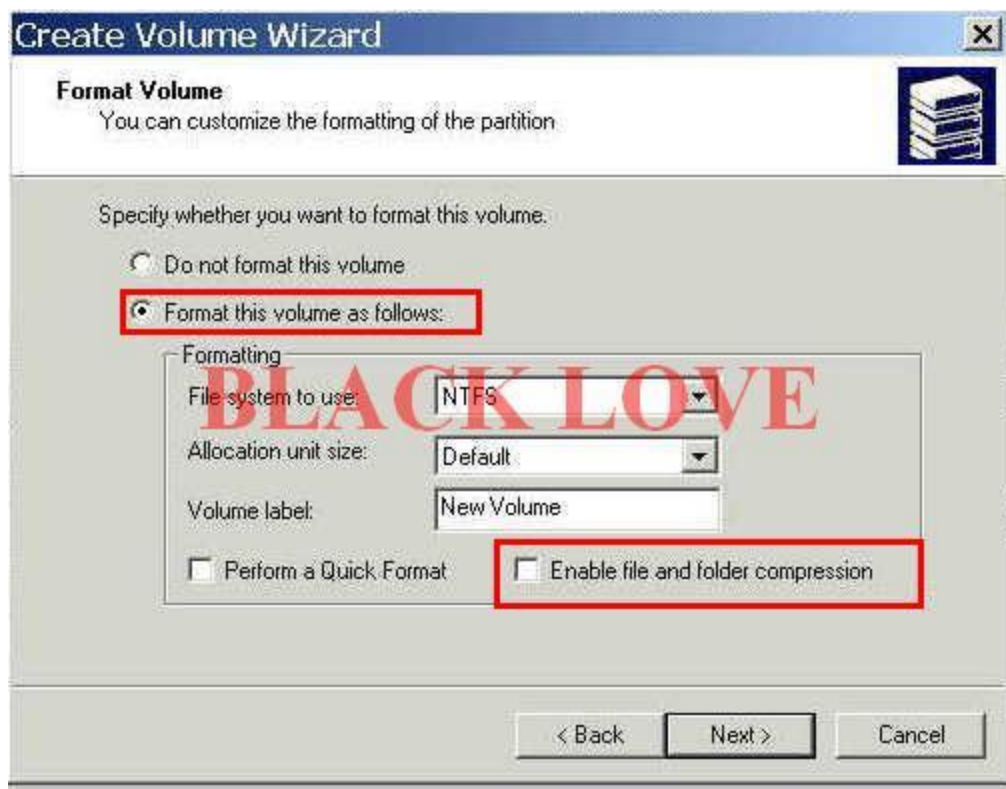 Create Volume Wizard
Format Volume
You can customize the formatting of the partition
Specify whether you want to format this volume.
Do not format this volume
Format this volume as follows:
Formatting
File system to use: NTFS
BLACK LOVE
Allocation unit size: Default
Volume label: New Volume
Perform a Quick Format Enable file and folder compression
< Back Next > Cancel